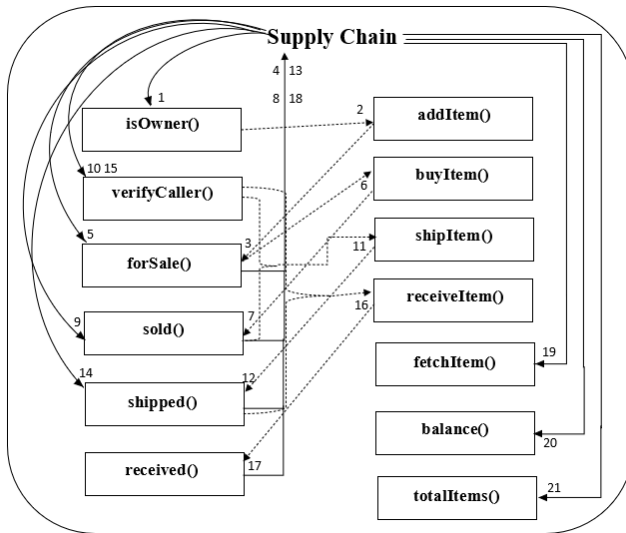 Supply Chain
4 13
8 18
1
isOwner()
2
addItem()
10 15
verifyCaller()
6
buyItem()
5
3
forSale()
11
shipItem()
9
7
sold()
16
receiveItem()
14
12
shipped()
19
fetchItem()
17
received()
20
balance()
21
totalItems()